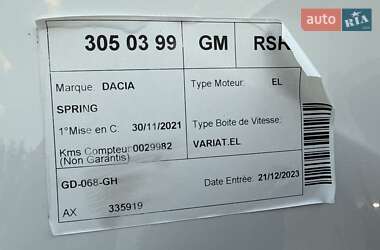 auto RIA.com
305 03 99 GM RSH
Marque: DACIA
SPRING
1°Mise en C 30/11/2021
Kms Compteur 0029982
(Non Garantis)
Type Moteur: EL
Type Boite de Vitesse:
VARIAT.EL
GD-068-GH
Date Entrée: 21/12/2023
AX 335919